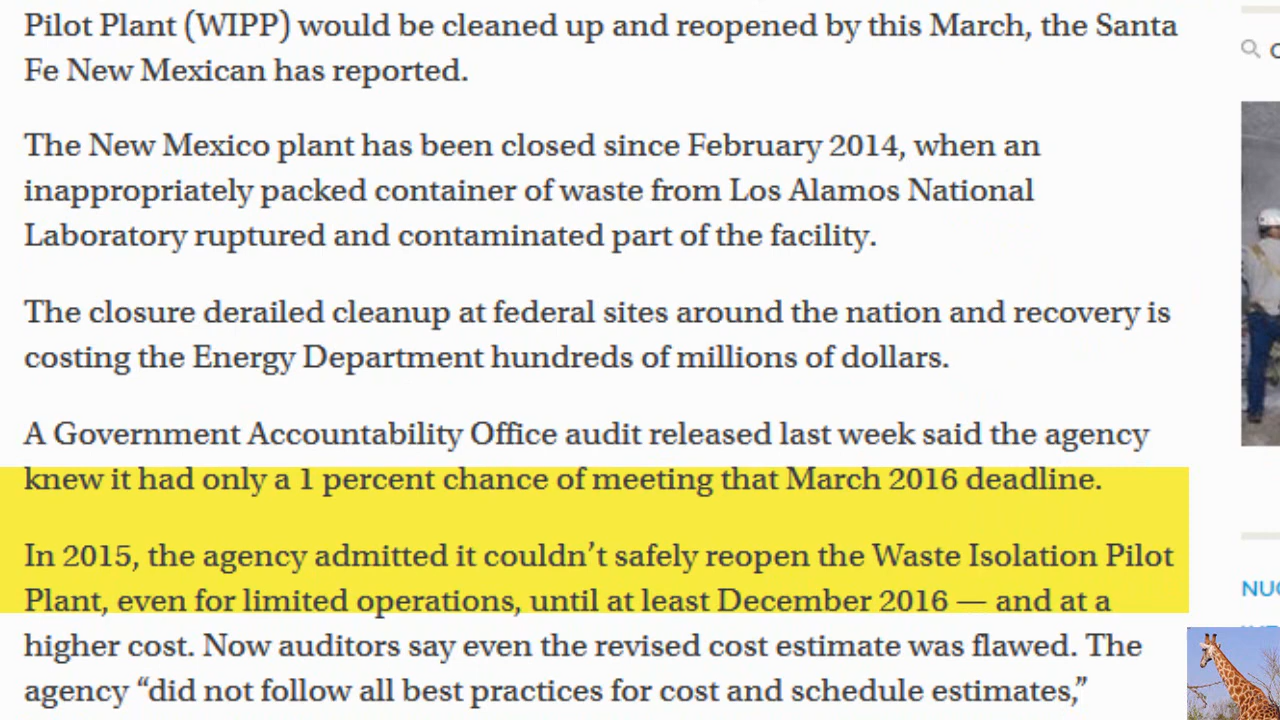 Pilot Plant (WIPP) would be cleaned up and reopened by this March, the Santa
Fe New Mexican has reported.
The New Mexico plant has been closed since February 2014, when an
inappropriately packed container of waste from Los Alamos National
Laboratory ruptured and contaminated part of the facility.
The closure derailed cleanup at federal sites around the nation and recovery is
costing the Energy Department hundreds of millions of dollars.
A Government Accountability Office audit released last week said the agency
knew it had only a 1 percent chance of meeting that March 2016 deadline.
In 2015, the agency admitted it couldn’t safely reopen the Waste Isolation Pilot
Plant, even for limited operations, until at least December 2016 — and at a
higher cost. Now auditors say even the revised cost estimate was flawed. The
agency “did not follow all best practices for cost and schedule estimates,”